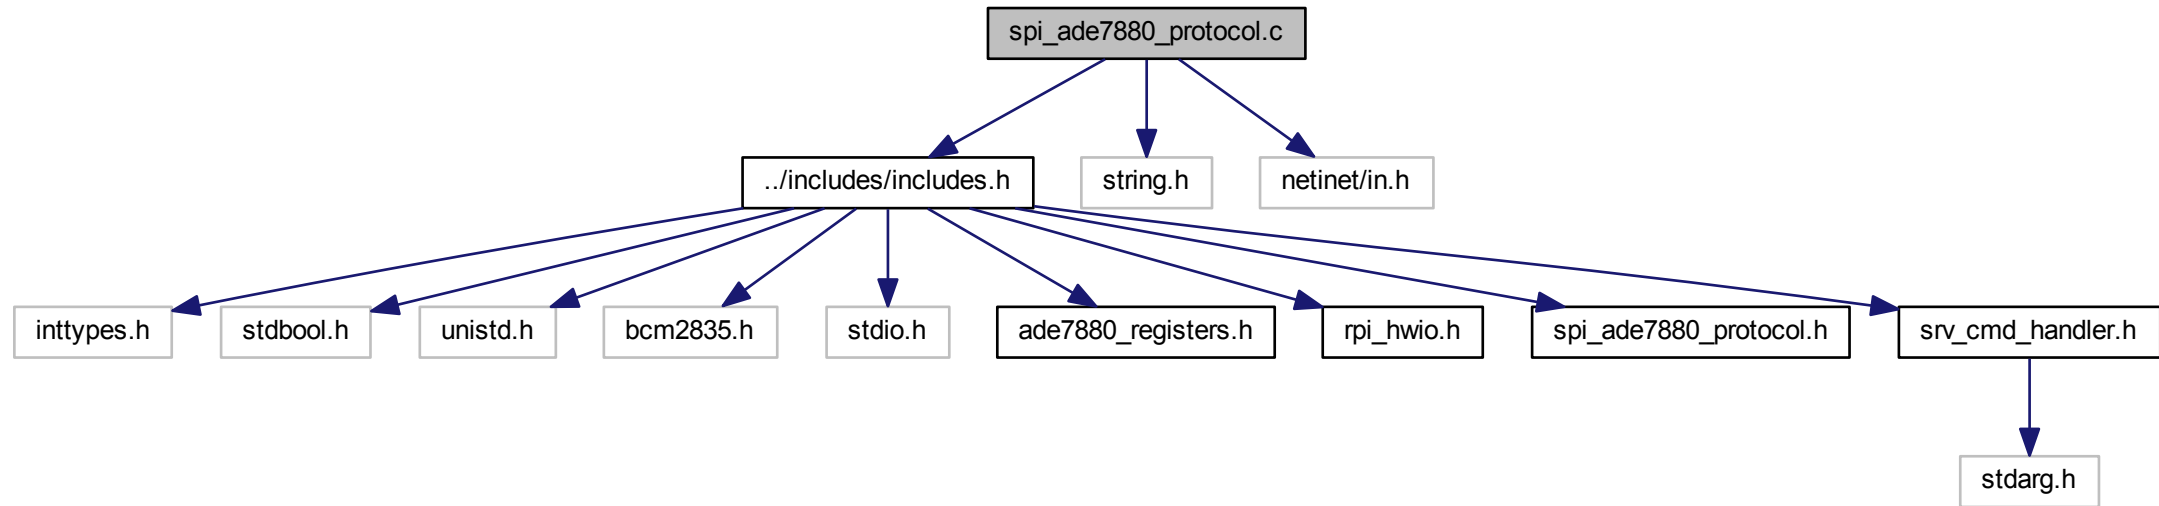 spi_ade7880_protocol.c
../includes/includes.h
string.h
netinet/in.h
inttypes.h
stdbool.h
unistd.h
bcm2835.h
stdio.h
ade7880_registers.h
rpi_hwio.h
spi_ade7880_protocol.h
srv_cmd_handler.h
stdarg.h